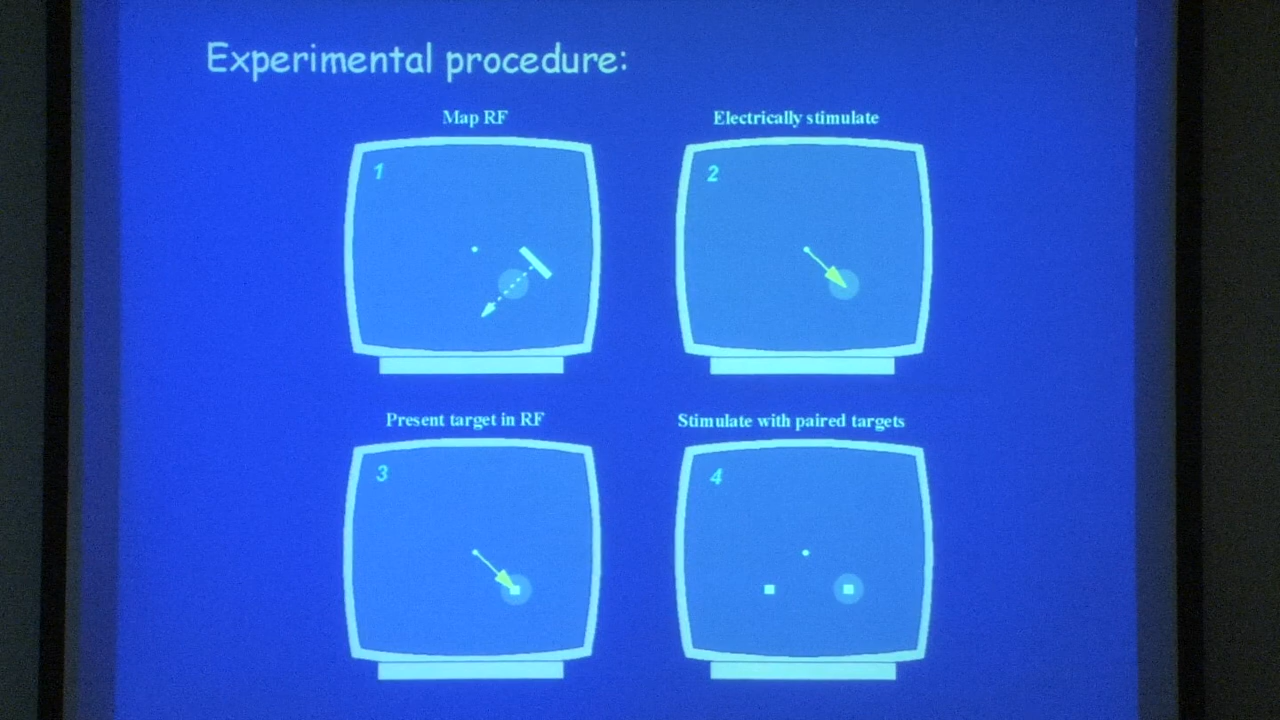 Experimental procedure:
Map RF
Electrically stimulate
1
2
Present target in RF
Stimulate with paired targets
3
4